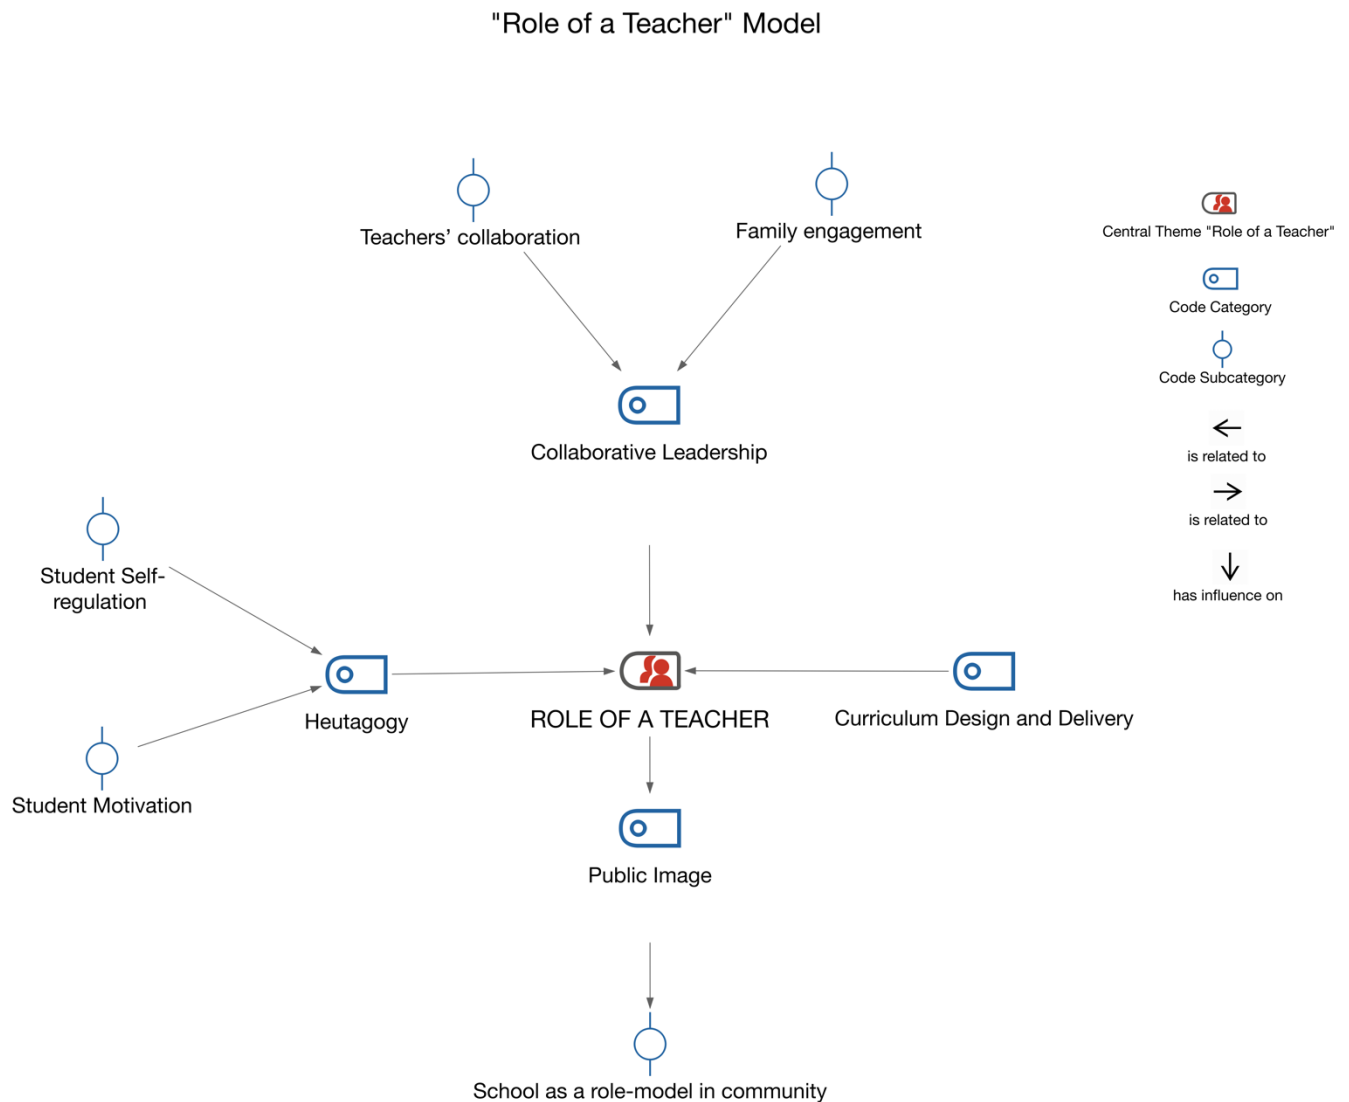 "Role of a Teacher" Model
Teachers’ collaboration
Family engagement
Central Theme "Role of a Teacher"
Code Category
Code Subcategory
is related to
is related to
has influence on
Collaborative Leadership
Student Self-
regulation
Heutagogy
ROLE OF A TEACHER
Curriculum Design and Delivery
Student Motivation
Public Image
School as a role-model in community